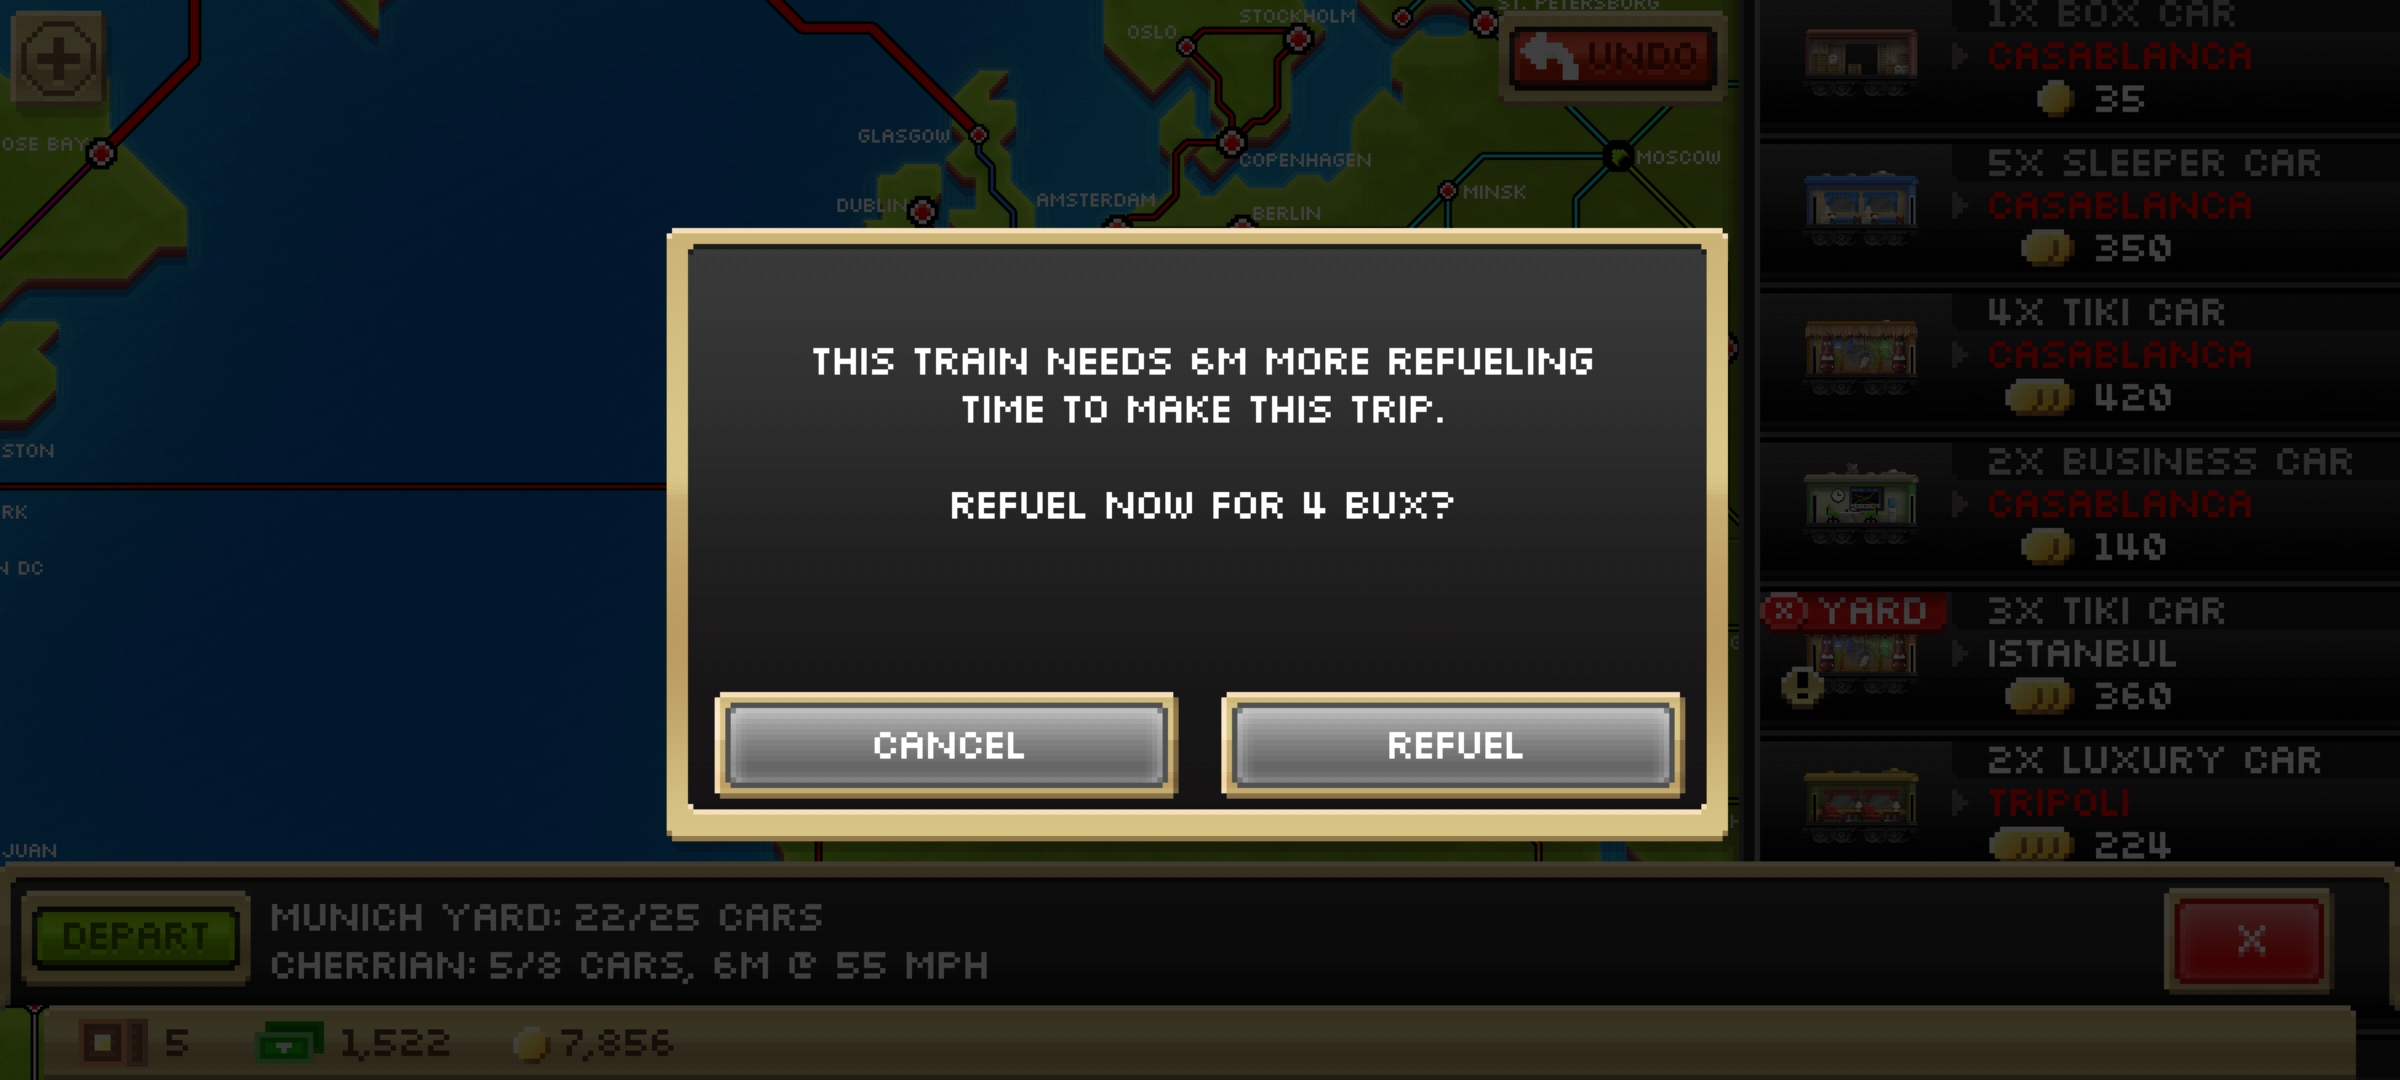 STOCKHOLM
ST. PETERSBURG
OSLO
UNDO
GLASGOW
OSE BAY
COPENHAGEN
MOSCOW
MINSK
DUBLIN
AMSTERDAM
BERLIN
STON
RK
N DC
JUAN
THIS TRAIN NEEDS 6M MORE REFUELING
TIME TO MAKE THIS TRIP.
REFUEL NOW FOR 4 BUX?
CANCEL
REFUEL
1X BOX CAR
CASABLANCA
35
5X SLEEPER CAR
CASABLANCA
350
4X TIKI CAR
CASABLANCA
420
2X BUSINESS CAR
CASABLANCA
140
X YARD
3X TIKI CAR
ISTANBUL
!
360
2X LUXURY CAR
TRIPOLI
224
DEPART
MUNICH YARD: 22/25 CARS
CHERRIAN: 5/8 CARS, 6M @ 55 MPH
X
5
1,522
7,856